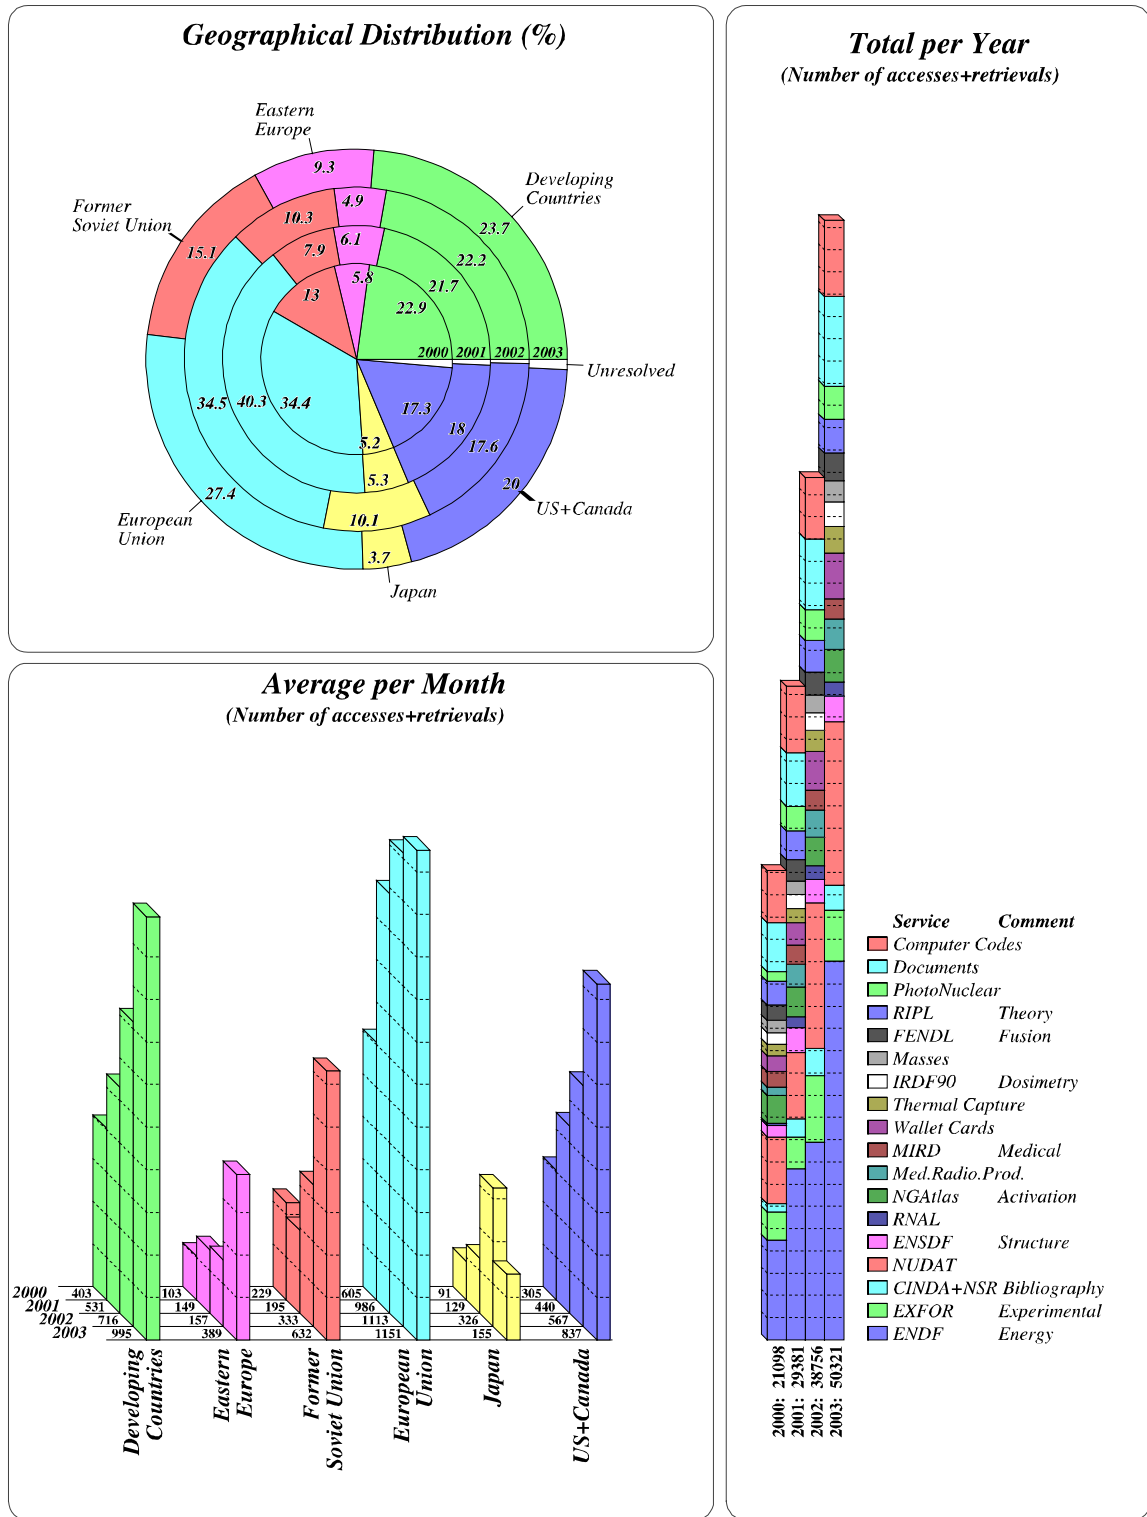 Geographical Distribution (%)
Eastern
Europe
9.3
Developing
Countries
Former
Soviet Union
4.9
10.3
23.7
15.1
6.1
7.9
22.2
5.8
21.7
13
22.9
2000 2001 2002 2003
Unresolved
34.5 40.3 34.4
17.3
18
5.2
17.6
5.3
20
27.4
US+Canada
European
Union
10.1
3.7
Japan
Average per Month
(Number of accesses+retrievals)
2000 403 103 229 605 91 305
2001 531 149 195 986 129 440
2002 716 157 333 1113 326 567
2003 995 389 632 1151 155 837
Developing
Countries
Eastern
Europe
Former
Soviet Union
European
Union
Japan
US+Canada
Total per Year
(Number of accesses+retrievals)
Service Comment
Computer Codes
Documents
PhotoNuclear
RIPL Theory
FENDL Fusion
Masses
IRDF90 Dosimetry
Thermal Capture
Wallet Cards
MIRD Medical
Med.Radio.Prod.
NGAtlas Activation
RNAL
ENSDF Structure
NUDAT
CINDA+NSR Bibliography
EXFOR Experimental
ENDF Energy
2000: 21098
2001: 29381
2002: 38756
2003: 50321